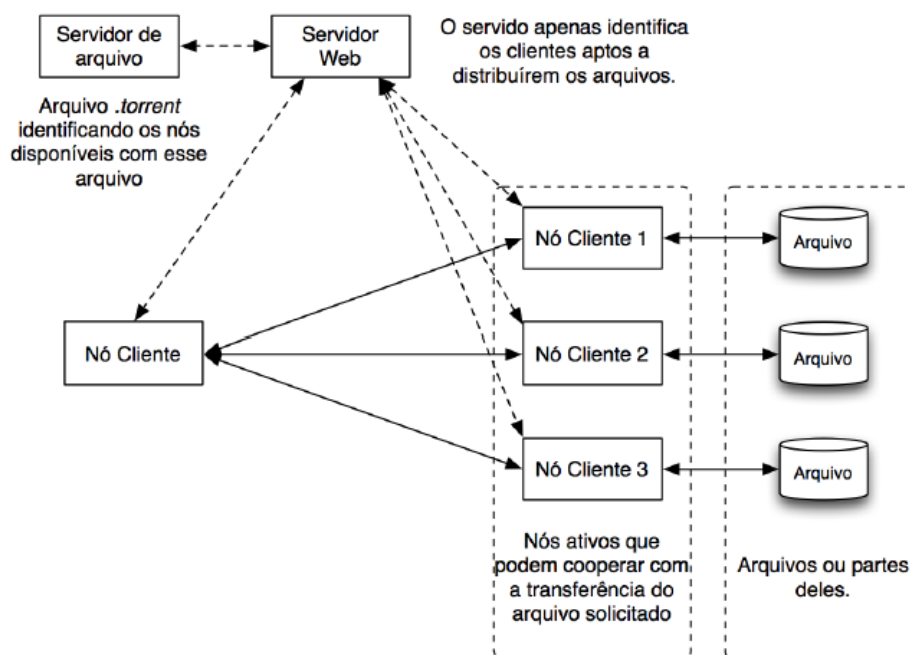 Servidor de
arquivo
Servidor
Web
O servido apenas identifica
os clientes aptos a
distribuírem os arquivos.
Arquivo .torrent
identificando os nós
disponíveis com esse
arquivo
Nó Cliente 1
Arquivo
Nó Cliente
Nó Cliente 2
Arquivo
Nó Cliente 3
Arquivo
Nós ativos que
podem cooperar com
a transferência do
arquivo solicitado
Arquivos ou partes
deles.